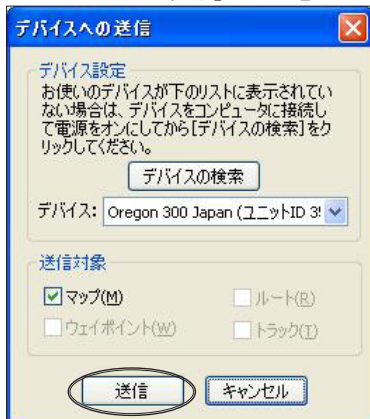 デバイスへの送信
デバイス設定
お使いのデバイスが下のリストに表示されてい
ない場合は、デバイスをコンピュータに接続し
て電源をオンにしてから[デバイスの検索]をク
リックしてください。
デバイスの検索
デバイス: Oregon 300 Japan (ユニットID 3!
送信対象
マップ(M) ルート(R)
ウェイポイント(W) トラック(T)
送信 キャンセル